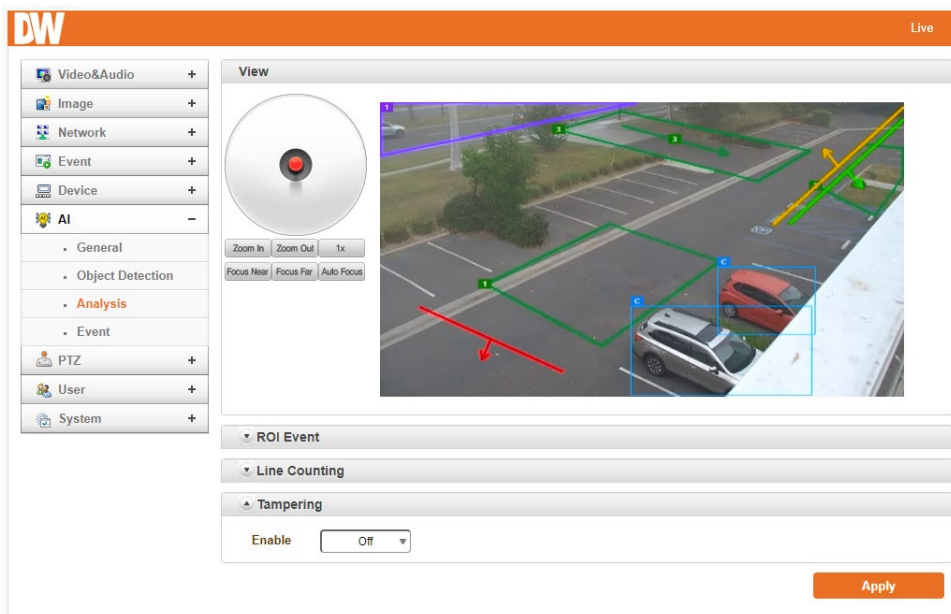 DW
Live
Video&Audio +
Image +
Network +
Event +
Device +
AI −
General
Object Detection
Analysis
Event
PTZ +
User +
System +
View
Zoom In Zoom Out 1x
Focus Near Focus Far Auto Focus
1
3
3
C
1
C
ROI Event
Line Counting
Tampering
Enable Off
Apply